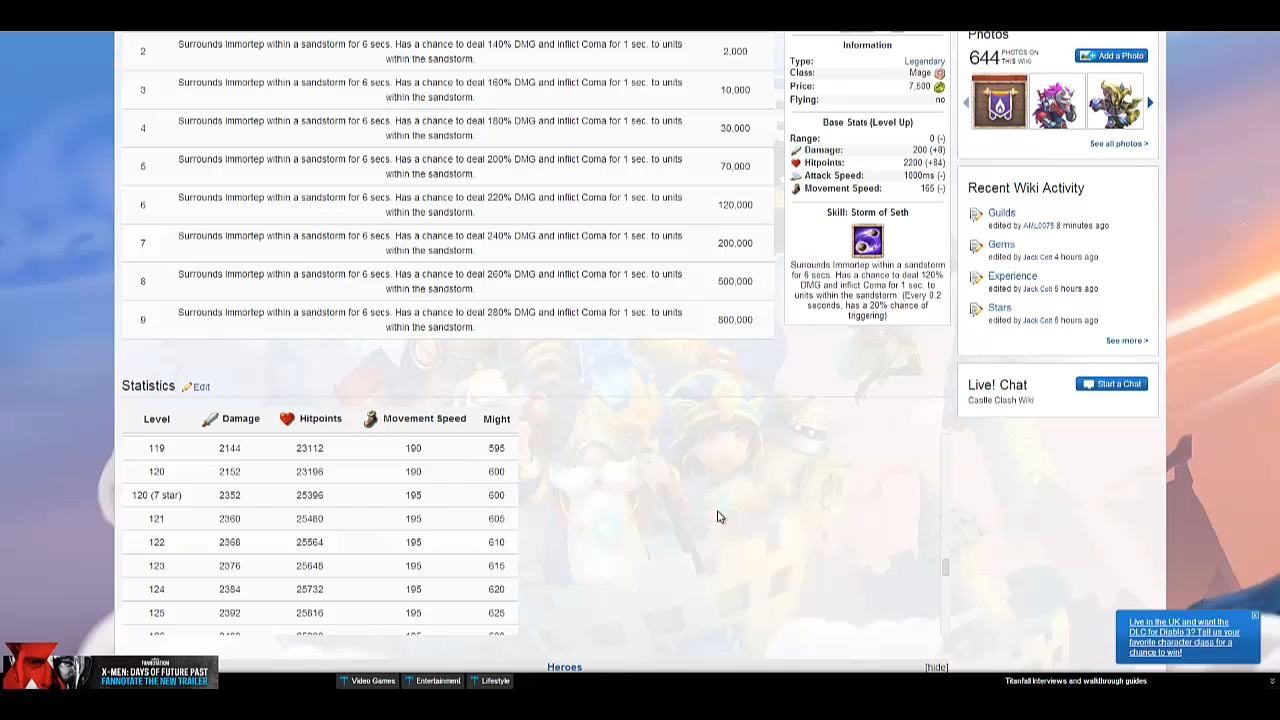 2 Surrounds Immortep within a sandstorm for 6 secs. Has a chance to deal 140% DMG and inflict Coma for 1 sec. to units 2,000
within the sandstorm.
3 Surrounds Immortep within a sandstorm for 6 secs. Has a chance to deal 160% DMG and inflict Coma for 1 sec. to units 10,000
within the sandstorm.
4 Surrounds Immortep within a sandstorm for 6 secs. Has a chance to deal 180% DMG and inflict Coma for 1 sec. to units 30,000
within the sandstorm.
5 Surrounds Immortep within a sandstorm for 6 secs. Has a chance to deal 200% DMG and inflict Coma for 1 sec. to units 70,000
within the sandstorm.
6 Surrounds Immortep within a sandstorm for 6 secs. Has a chance to deal 220% DMG and inflict Coma for 1 sec. to units 120,000
within the sandstorm.
7 Surrounds Immortep within a sandstorm for 6 secs. Has a chance to deal 240% DMG and inflict Coma for 1 sec. to units 200,000
within the sandstorm.
8 Surrounds Immortep within a sandstorm for 6 secs. Has a chance to deal 260% DMG and inflict Coma for 1 sec. to units 500,000
within the sandstorm.
9 Surrounds Immortep within a sandstorm for 6 secs. Has a chance to deal 280% DMG and inflict Coma for 1 sec. to units 800,000
within the sandstorm.
Statistics Edit
Level Damage Hitpoints Movement Speed Might
119 2144 23112 190 595
120 2152 23196 190 600
120 (7 star) 2352 25396 195 600
121 2360 25480 195 605
122 2368 25564 195 610
123 2376 25648 195 615
124 2384 25732 195 620
125 2392 25816 195 625
Heroes [hide]
Information
Type: Legendary
Class: Mage
Price: 7,500
Flying: no
Base Stats (Level Up)
Range: 0 (-)
Damage: 200 (+8)
Hitpoints: 2200 (+84)
Attack Speed: 1000ms (-)
Movement Speed: 165 (-)
Skill: Storm of Seth
Surrounds Immortep within a sandstorm
for 6 secs. Has a chance to deal 120%
DMG and inflict Coma for 1 sec. to
units within the sandstorm. (Every 0.2
seconds, has a 20% chance of
triggering)
Photos
644 PHOTOS ON
THIS WIKI
Add a Photo
See all photos >
Recent Wiki Activity
Guilds
edited by AML0075 8 minutes ago
Gems
edited by Jack Colt 4 hours ago
Experience
edited by Jack Colt 6 hours ago
Stars
edited by Jack Colt 6 hours ago
See more >
Live! Chat Start a Chat
Castle Clash Wiki
Live in the UK and want the
DLC for Diablo 3? Tell us your
favorite character class for a
chance to win!
FANNOTATION
X-MEN: DAYS OF FUTURE PAST
FANNOTATE THE NEW TRAILER
Video Games Entertainment Lifestyle
Titanfall Interviews and walkthrough guides